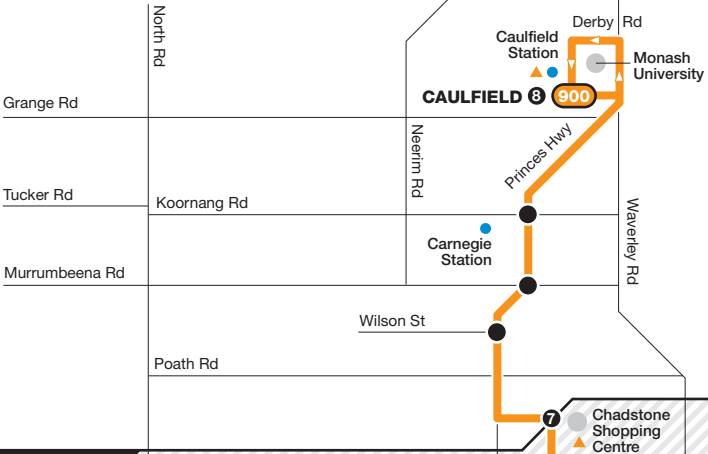 Derby Rd
North Rd
Caulfield
Station
Monash
University
CAULFIELD 8 900
Grange Rd
Neerim Rd
Princes Hwy
Tucker Rd
Koornang Rd
Waverley Rd
Carnegie
Station
Murrumbeena Rd
Wilson St
Poath Rd
7
Chadstone
Shopping
Centre